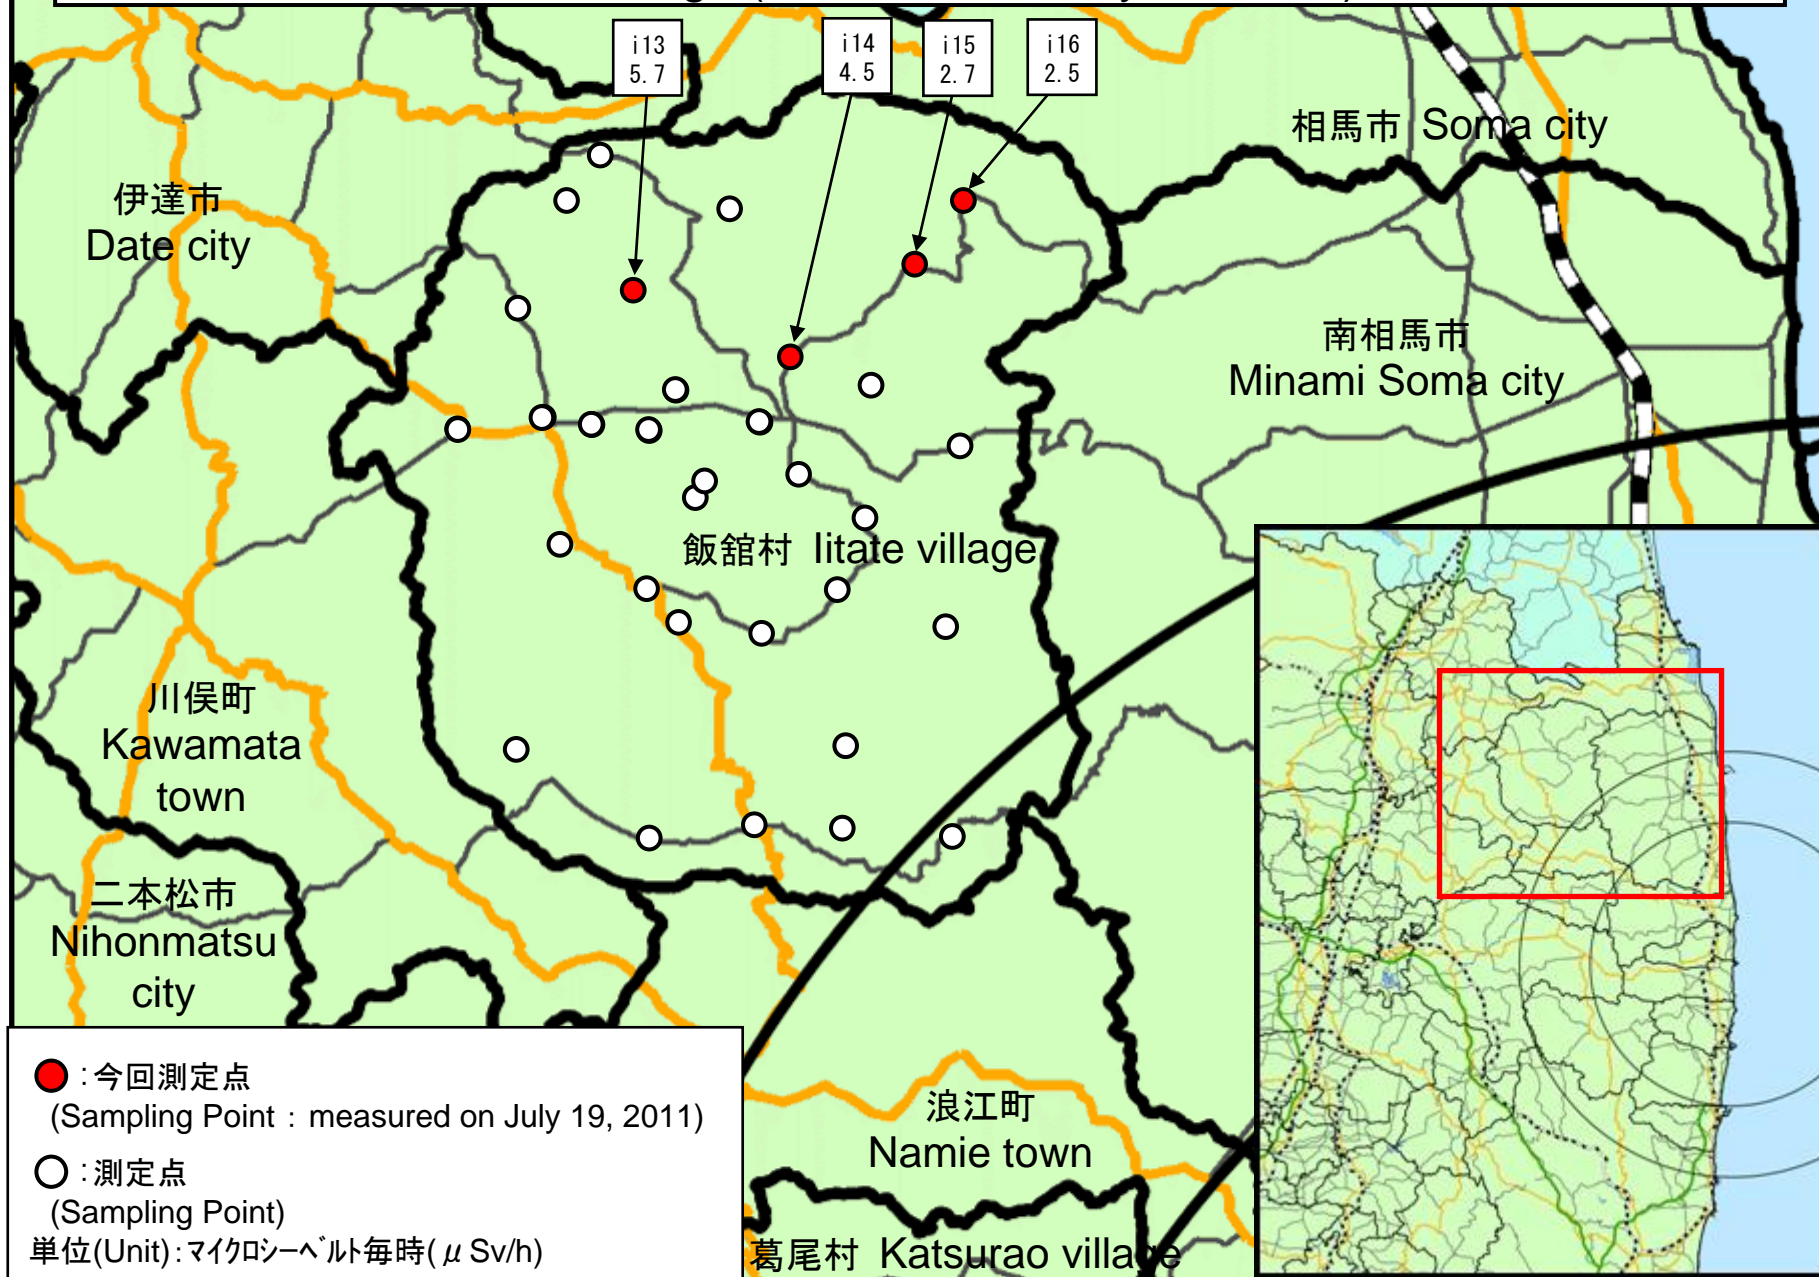 i13
5.7
i14
4.5
i15
2.7
i16
2.5
相馬市 Soma city
伊達市
Date city
南相馬市
Minami Soma city
飯舘村 Iitate village
川俣町
Kawamata
town
二本松市
Nihonmatsu
city
浪江町
Namie town
葛尾村 Katsurao village
:今回測定点
(Sampling Point : measured on July 19, 2011)
:測定点
(Sampling Point)
単位(Unit):マイクロシーベルト毎時(μSv/h)